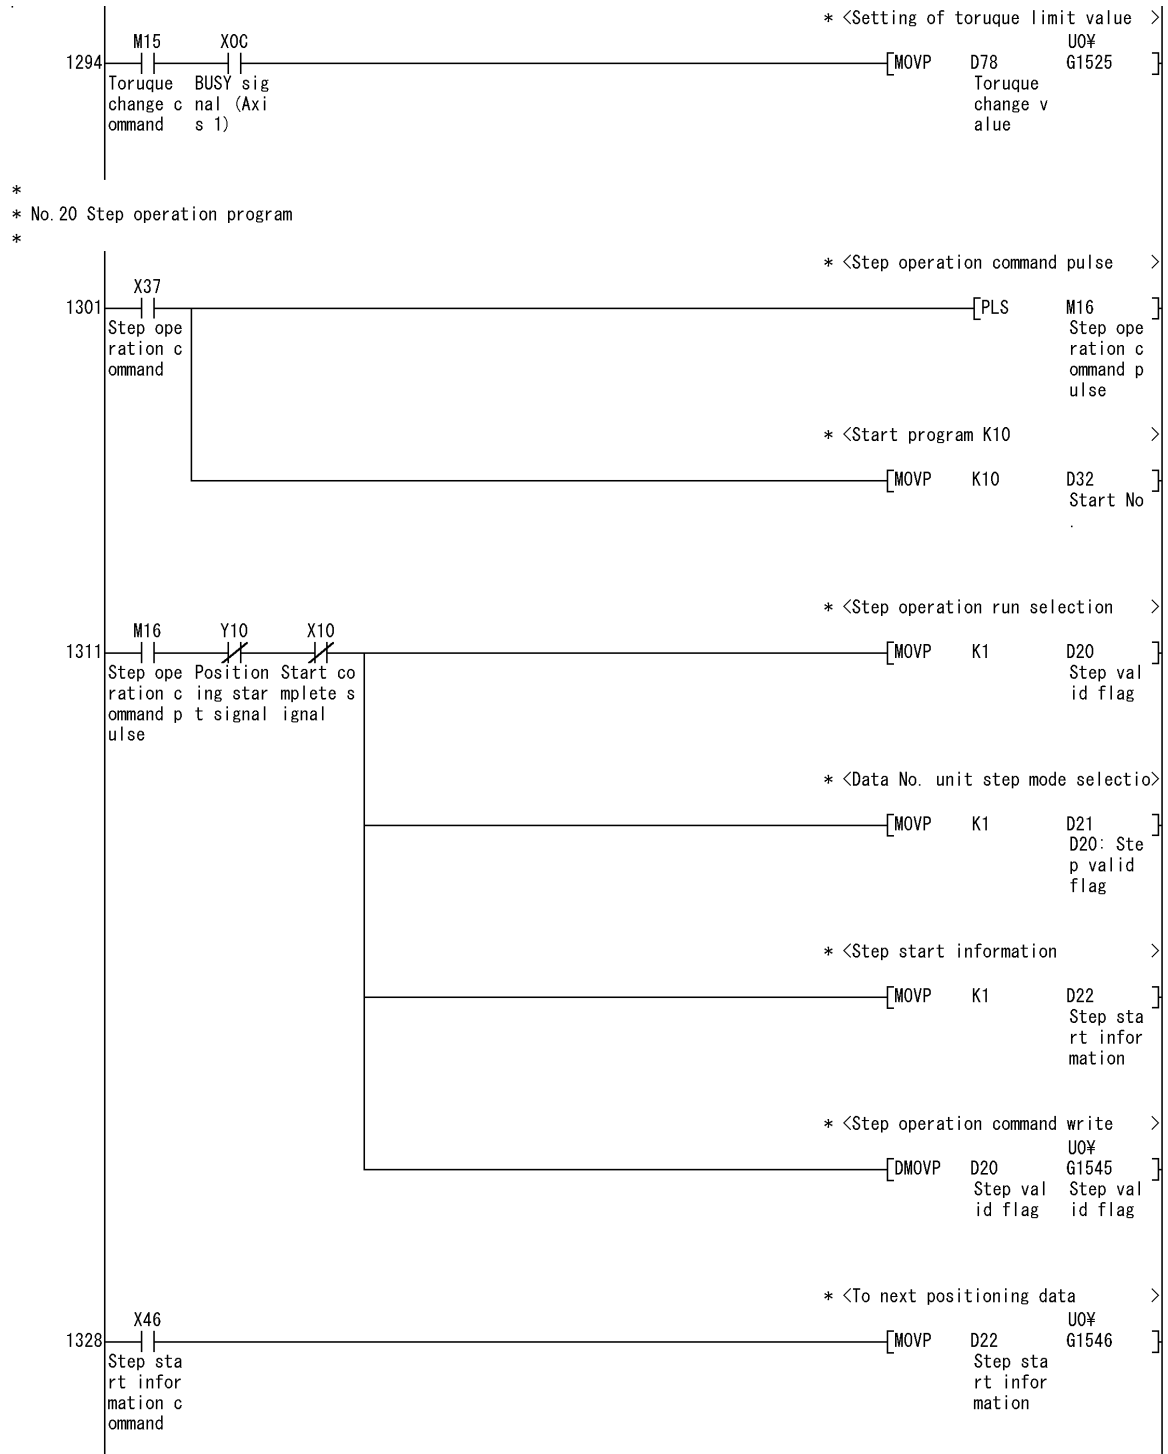 * <Setting of toruque limit value >
M15 X0C U0¥
1294 [MOVP D78 G1525 ]
Toruque BUSY sig Toruque
change c nal (Axi change v
ommand s 1) alue
*
* No.20 Step operation program
*
* <Step operation command pulse >
X37
1301 [PLS M16 ]
Step ope Step ope
ration c ration c
ommand ommand p
ulse
* <Start program K10 >
[MOVP K10 D32 ]
Start No
.
* <Step operation run selection >
M16 Y10 X10
1311 [MOVP K1 D20 ]
Step ope Position Start co Step val
ration c ing star mplete s id flag
ommand p t signal ignal
ulse
* <Data No. unit step mode selectio>
[MOVP K1 D21 ]
D20: Ste
p valid
flag
* <Step start information >
[MOVP K1 D22 ]
Step sta
rt infor
mation
* <Step operation command write >
U0¥
[DMOVP D20 G1545 ]
Step val Step val
id flag id flag
* <To next positioning data >
X46 U0¥
1328 [MOVP D22 G1546 ]
Step sta Step sta
rt infor rt infor
mation c mation
ommand